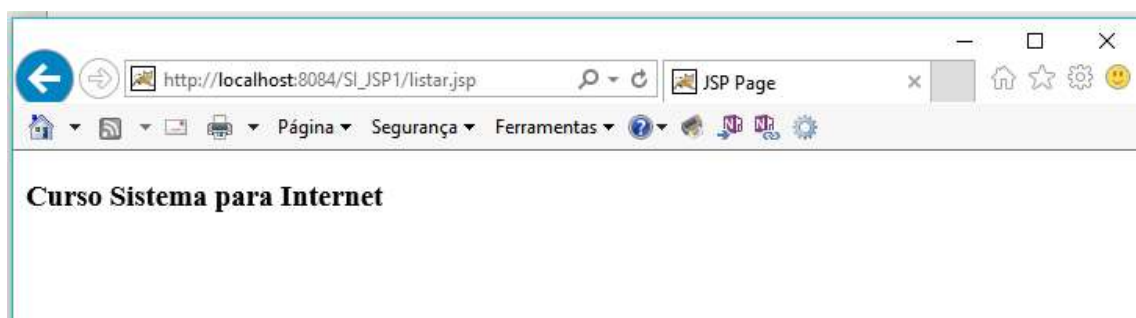 http://localhost:8084/SI_JSP1/listar.jsp
JSP Page
Página Segurança Ferramentas
Curso Sistema para Internet